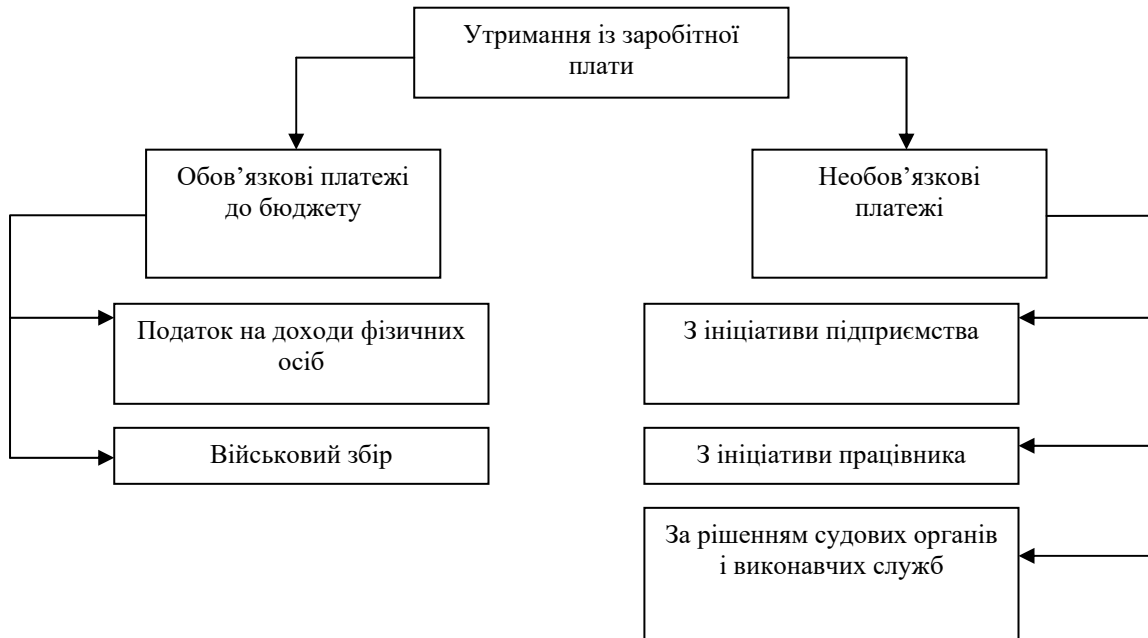 Утримання із заробітної
плати
Обов’язкові платежі
до бюджету
Необов’язкові
платежі
Податок на доходи фізичних
осіб
З ініціативи підприємства
Військовий збір
З ініціативи працівника
За рішенням судових органів
і виконавчих служб